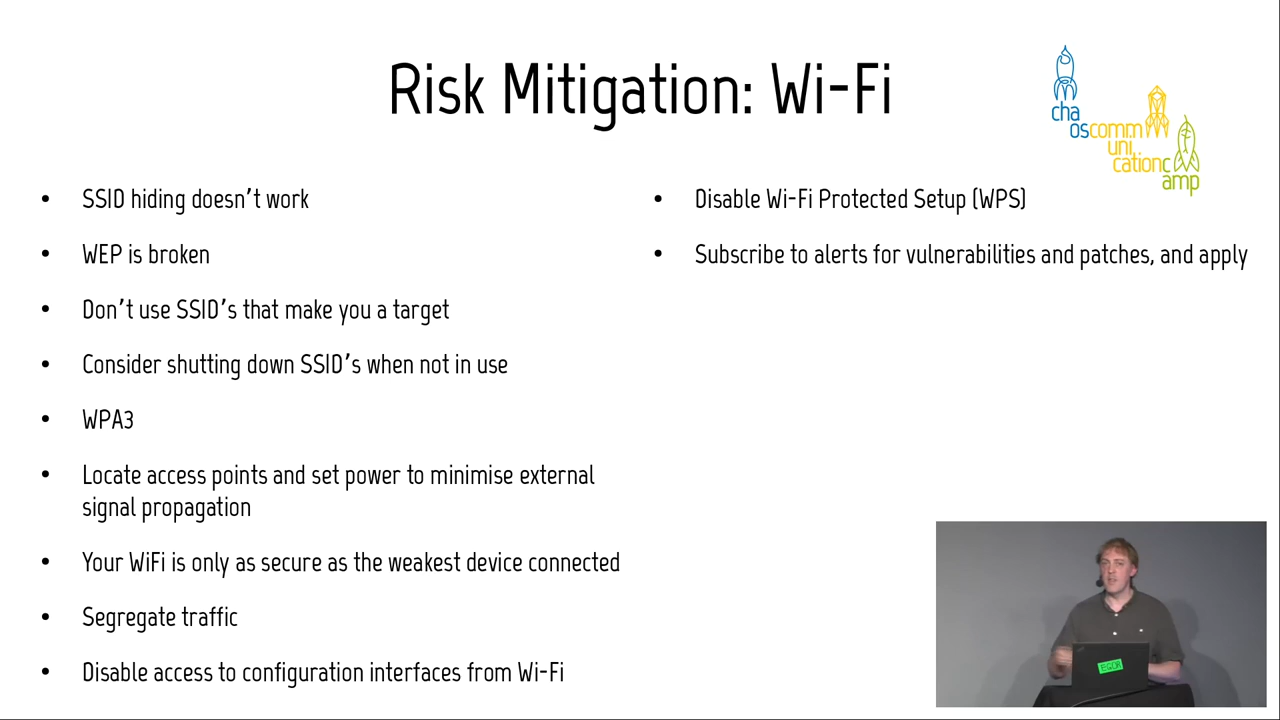 Risk Mitigation: Wi-Fi
cha
oscomm
uni
cationc
amp
• SSID hiding doesn't work
• WEP is broken
• Don't use SSID's that make you a target
• Consider shutting down SSID's when not in use
• WPA3
• Locate access points and set power to minimise external
signal propagation
• Your WiFi is only as secure as the weakest device connected
• Segregate traffic
• Disable access to configuration interfaces from Wi-Fi
• Disable Wi-Fi Protected Setup (WPS)
• Subscribe to alerts for vulnerabilities and patches, and apply